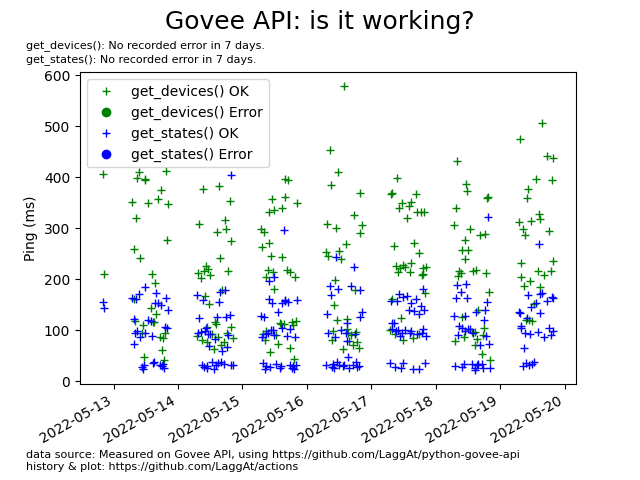 Govee API: is it working?
get_devices(): No recorded error in 7 days.
get_states(): No recorded error in 7 days.
600
500
400
300
200
100
0
Ping (ms)
get_devices() OK
get_devices() Error
get_states() OK
get_states() Error
2022-05-13
2022-05-14
2022-05-15
2022-05-16
2022-05-17
2022-05-18
2022-05-19
2022-05-20
data source: Measured on Govee API, using https://github.com/LaggAt/python-govee-api
history & plot: https://github.com/LaggAt/actions